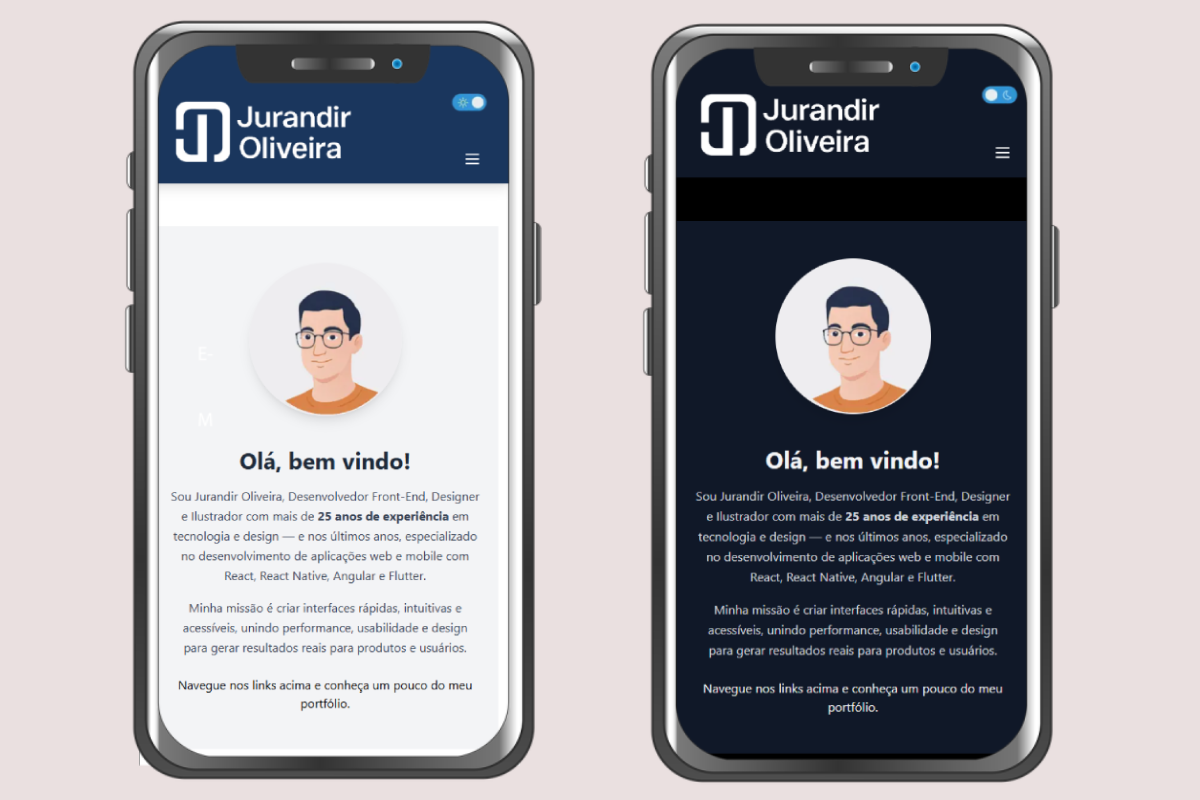 Jurandir
Oliveira
E-
M
Olá, bem vindo!
Sou Jurandir Oliveira, Desenvolvedor Front-End, Designer
e Ilustrador com mais de 25 anos de experiência em
tecnologia e design — e nos últimos anos, especializado
no desenvolvimento de aplicações web e mobile com
React, React Native, Angular e Flutter.
Minha missão é criar interfaces rápidas, intuitivas e
acessíveis, unindo performance, usabilidade e design
para gerar resultados reais para produtos e usuários.
Navegue nos links acima e conheça um pouco do meu
portfólio.
Jurandir
Oliveira
Olá, bem vindo!
Sou Jurandir Oliveira, Desenvolvedor Front-End, Designer
e Ilustrador com mais de 25 anos de experiência em
tecnologia e design — e nos últimos anos, especializado
no desenvolvimento de aplicações web e mobile com
React, React Native, Angular e Flutter.
Minha missão é criar interfaces rápidas, intuitivas e
acessíveis, unindo performance, usabilidade e design
para gerar resultados reais para produtos e usuários.
Navegue nos links acima e conheça um pouco do meu
portfólio.